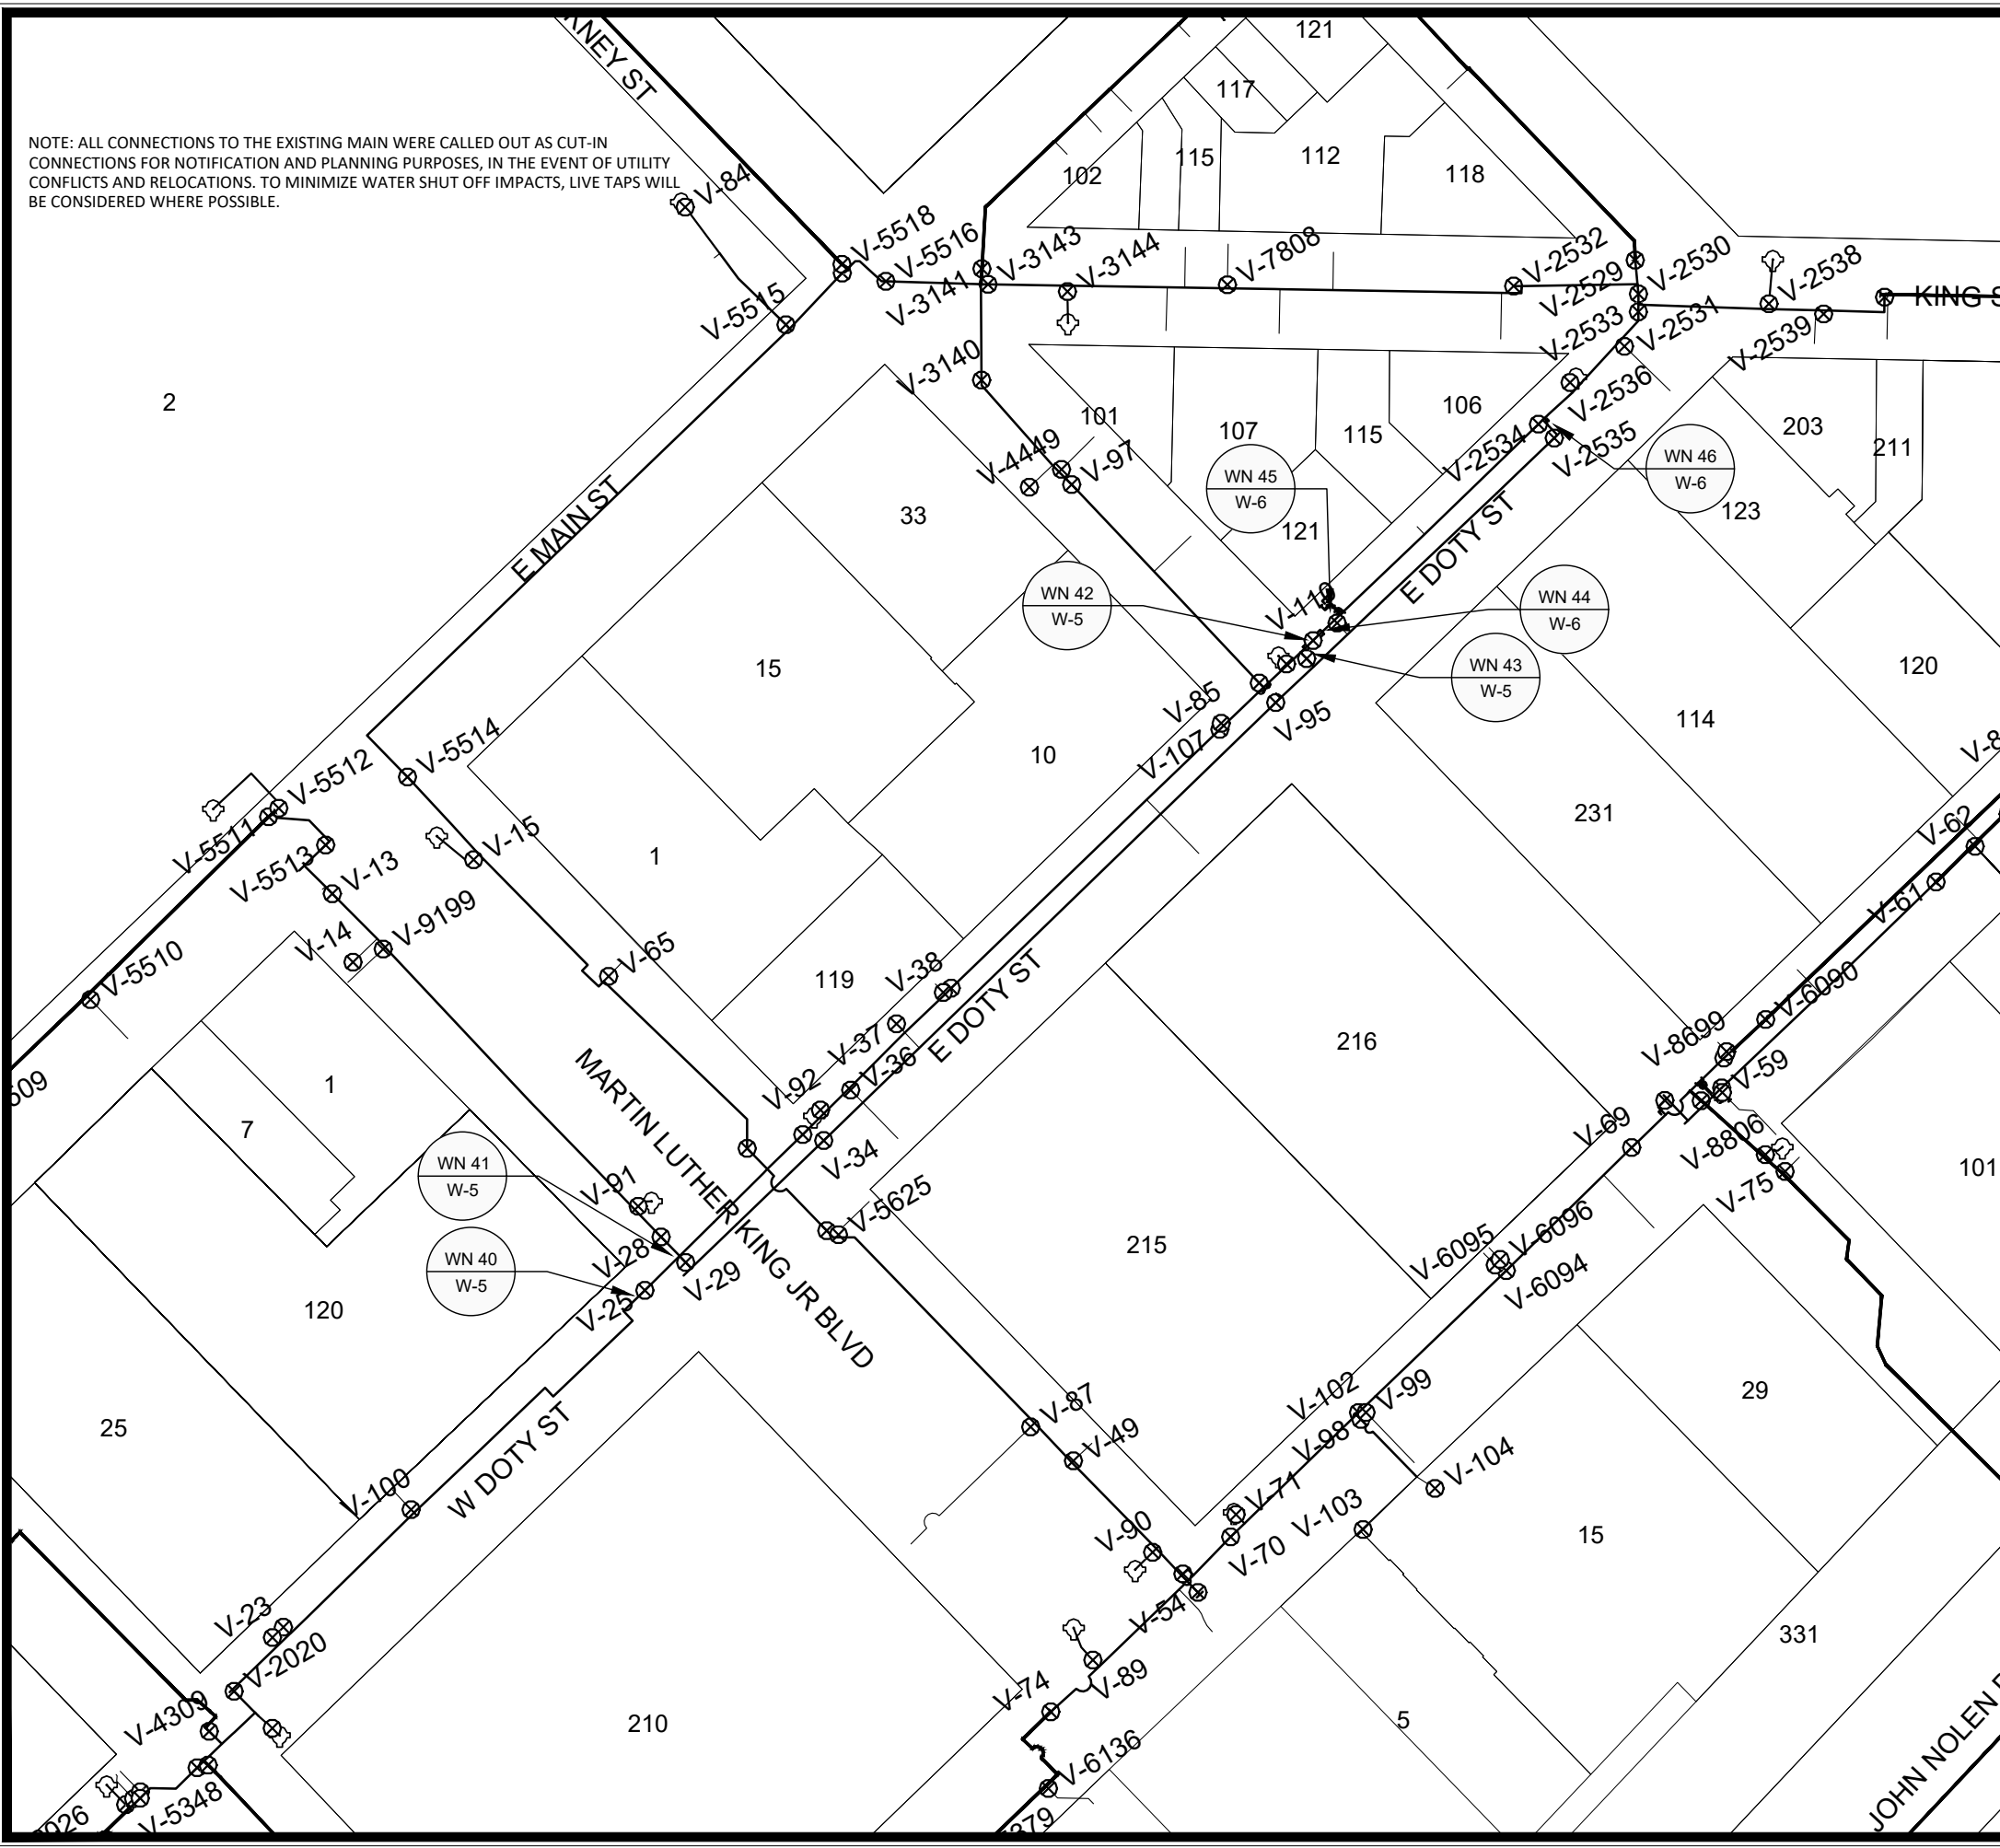 NOTE: ALL CONNECTIONS TO THE EXISTING MAIN WERE CALLED OUT AS CUT-IN
CONNECTIONS FOR NOTIFICATION AND PLANNING PURPOSES, IN THE EVENT OF UTILITY
CONFLICTS AND RELOCATIONS. TO MINIMIZE WATER SHUT OFF IMPACTS, LIVE TAPS WILL
BE CONSIDERED WHERE POSSIBLE.
121
117
102
115
112
118
V-84
V-5518
V-5516
V-3141
V-3143
V-3144
V-7808
V-2532
V-2529
V-2530
V-2538
V-5515
V-3140
V-2533
V-2531
V-2539
2
101
107
115
106
V-2536
203
211
V-4449
V-97
V-2534
V-2535
WN 45
W-6
WN 46
W-6
E MAIN ST
33
121
E DOTY ST
123
WN 42
W-5
WN 44
W-6
WN 43
W-5
15
120
V-85
V-95
114
10
V-107
V-5514
V-5512
V-5511
231
V-62
V-5513
V-13
V-15
1
V-61
V-14
V-9199
V-5510
V-65
119
V-38
V-37
V-36
E DOTY ST
216
V-6090
V-8699
V-59
1
7
MARTIN LUTHER KING JR BLVD
V-92
V-34
V-69
V-8806
V-75
101
WN 41
W-5
V-91
V-5625
WN 40
W-5
V-28
V-29
V-25
215
V-6095
V-6096
V-6094
120
25
W DOTY ST
V-100
V-87
V-49
V-102
V-99
V-98
29
V-104
V-71
V-103
V-90
V-70
15
V-23
V-2020
V-54
331
V-4309
210
V-74
V-89
5
V-6136
V-5348